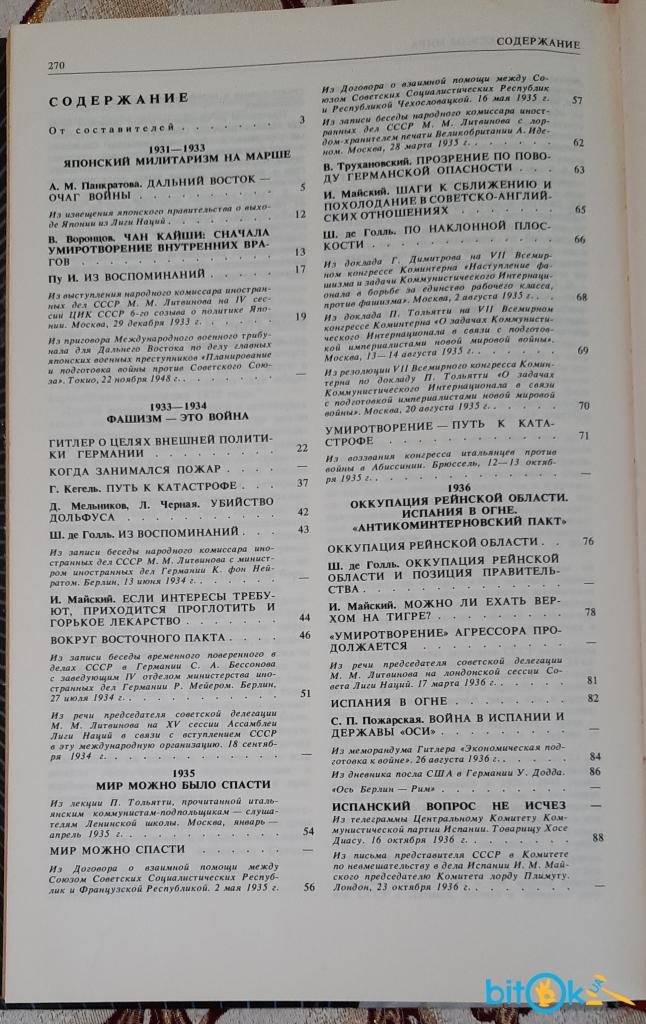 270
СОДЕРЖАНИЕ
СОДЕРЖАНИЕ
От составителей . . . . . . . 3
1931—1933
ЯПОНСКИЙ МИЛИТАРИЗМ НА МАРШЕ
А. М. Панкратова. ДАЛЬНИЙ ВОСТОК —
ОЧАГ ВОЙНЫ . . . . . . . . 5
Из извещения японского правительства о выхо-
де Японии из Лиги Наций . . . . . . 12
В. Воронцов. ЧАН КАЙШИ: СНАЧАЛА
УМИРОТВОРЕНИЕ ВНУТРЕННИХ ВРА-
ГОВ . . . . . . . . . . 13
Пу И. ИЗ ВОСПОМИНАНИЙ . . . . 17
Из выступления народного комиссара иностран-
ных дел СССР М. М. Литвинова на IV сес-
сии ЦИК СССР 6-го созыва о политике Япо-
нии. Москва, 29 декабря 1933 г. . . . . 19
Из приговора Международного военного трибу-
нала для Дальнего Востока по делу главных
японских военных преступников «Планирование
и подготовка войны против Советского Сою-
за». Токио, 22 ноября 1948 г. . . . . . —
1933—1934
ФАШИЗМ — ЭТО ВОЙНА
ГИТЛЕР О ЦЕЛЯХ ВНЕШНЕЙ ПОЛИТИ-
КИ ГЕРМАНИИ . . . . . . . 22
КОГДА ЗАНИМАЛСЯ ПОЖАР . . . . —
Г. Кегель. ПУТЬ К КАТАСТРОФЕ . . . 37
Д. Мельников, Л. Черная. УБИЙСТВО
ДОЛЬФУСА . . . . . . . . 42
Ш. де Голль. ИЗ ВОСПОМИНАНИЙ . . . 43
Из записи беседы народного комиссара ино-
странных дел СССР М. М. Литвинова с минист-
ром иностранных дел Германии К. фон Ней-
ратом. Берлин, 13 июня 1934 г. . . . . —
И. Майский. ЕСЛИ ИНТЕРЕСЫ ТРЕБУ-
ЮТ, ПРИХОДИТСЯ ПРОГЛОТИТЬ И
ГОРЬКОЕ ЛЕКАРСТВО . . . . . . 44
ВОКРУГ ВОСТОЧНОГО ПАКТА . . . . 46
Из записи беседы временного поверенного в
делах СССР в Германии С. А. Бессонова
с заведующим IV отделом министерства ино-
странных дел Германии Р. Мейером. Берлин,
27 июля 1934 г. . . . . . . . . 51
Из речи председателя советской делегации
М. М. Литвинова на XV сессии Ассамблеи
Лиги Наций в связи с вступлением СССР
в эту международную организацию. 18 сентяб-
ря 1934 г. . . . . . . . . . —
1935
МИР МОЖНО БЫЛО СПАСТИ
Из лекции П. Тольятти, прочитанной италь-
янским коммунистам-подпольщикам — слуша-
телям Ленинской школы. Москва, январь —
апрель 1935 г. . . . . . . . . 54
МИР МОЖНО СПАСТИ . . . . . . —
Из Договора о взаимной помощи между
Союзом Советских Социалистических Респуб-
лик и Французской Республикой. 2 мая 1935 г. 56
Из Договора о взаимной помощи между Со-
юзом Советских Социалистических Республик
и Республикой Чехословацкой. 16 мая 1935 г. 57
Из записи беседы народного комиссара иност-
ранных дел СССР М. М. Литвинова с лор-
дом-хранителем печати Великобритании А. Иде-
ном. Москва, 28 марта 1935 г. . . . . 62
В. Трухановский. ПРОЗРЕНИЕ ПО ПОВО-
ДУ ГЕРМАНСКОЙ ОПАСНОСТИ . . . 63
И. Майский. ШАГИ К СБЛИЖЕНИЮ И
ПОХОЛОДАНИЕ В СОВЕТСКО-АНГЛИЙ-
СКИХ ОТНОШЕНИЯХ . . . . . . 65
Ш. де Голль. ПО НАКЛОННОЙ ПЛОС-
КОСТИ . . . . . . . . . 66
Из доклада Г. Димитрова на VII Всемир-
ном конгрессе Коминтерна «Наступление фа-
шизма и задачи Коммунистического Интернаци-
онала в борьбе за единство рабочего класса,
против фашизма». Москва, 2 августа 1935 г. . 68
Из доклада П. Тольятти на VII Всемирном
конгрессе Коминтерна «О задачах Коммунисти-
ческого Интернационала в связи с подготов-
кой империалистами новой мировой войны».
Москва, 13—14 августа 1935 г. . . . . 69
Из резолюции VII Всемирного конгресса Комин-
терна по докладу П. Тольятти «О задачах
Коммунистического Интернационала в связи
с подготовкой империалистами новой мировой
войны». Москва, 20 августа 1935 г. . . . 70
УМИРОТВОРЕНИЕ — ПУТЬ К КАТА-
СТРОФЕ . . . . . . . . . 71
Из воззвания конгресса итальянцев против
войны в Абиссинии. Брюссель, 12—13 октяб-
ря 1935 г. . . . . . . . . . —
1936
ОККУПАЦИЯ РЕЙНСКОЙ ОБЛАСТИ.
ИСПАНИЯ В ОГНЕ.
«АНТИКОМИНТЕРНОВСКИЙ ПАКТ»
ОККУПАЦИЯ РЕЙНСКОЙ ОБЛАСТИ . . 76
Ш. де Голль. ОККУПАЦИЯ РЕЙНСКОЙ
ОБЛАСТИ И ПОЗИЦИЯ ПРАВИТЕЛЬ-
СТВА . . . . . . . . . . —
И. Майский. МОЖНО ЛИ ЕХАТЬ ВЕР-
ХОМ НА ТИГРЕ? . . . . . . . 78
«УМИРОТВОРЕНИЕ» АГРЕССОРА ПРО-
ДОЛЖАЕТСЯ . . . . . . . . —
Из речи председателя советской делегации
М. М. Литвинова на лондонской сессии Со-
вета Лиги Наций. 17 марта 1936 г. . . . 81
ИСПАНИЯ В ОГНЕ . . . . . . . 82
С. П. Пожарская. ВОЙНА В ИСПАНИИ И
ДЕРЖАВЫ «ОСИ» . . . . . . . —
Из меморандума Гитлера «Экономическая под-
готовка к войне». 26 августа 1936 г. . . . 84
Из дневника посла США в Германии У. Додда. 86
«Ось Берлин — Рим» . . . . . . . —
ИСПАНСКИЙ ВОПРОС НЕ ИСЧЕЗ . . —
Из телеграммы Центральному Комитету Ком-
мунистической партии Испании. Товарищу Хосе
Диасу. 16 октября 1936 г. . . . . . 88
Из письма представителя СССР в Комитете
по невмешательству в дела Испании И. М. Май-
ского председателю Комитета лорду Плимуту.
Лондон, 23 октября 1936 г. . . . . . —
bitok.ua